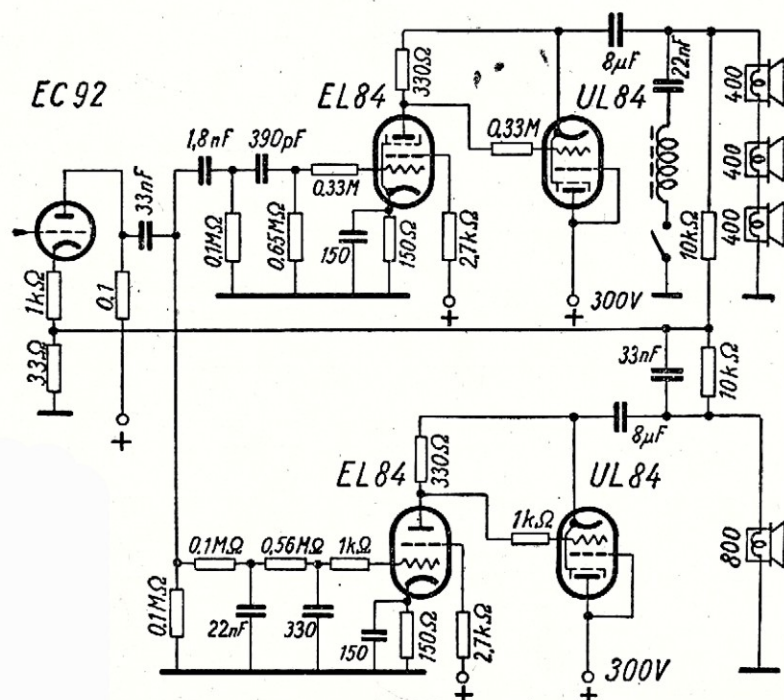 EC92
EL84
UL84
330Ω
8µF
22nF
400
400
400
1,8nF
390pF
0,33M
0,33M
33nF
0,1MΩ
0,65MΩ
150
150Ω
2,7kΩ
+
+
300V
10kΩ
1kΩ
0,1
33Ω
+
33nF
10kΩ
8µF
330Ω
EL84
UL84
1kΩ
800
0,1MΩ
0,56MΩ
1kΩ
0,1MΩ
22nF
330
150
150Ω
2,7kΩ
+
+
300V